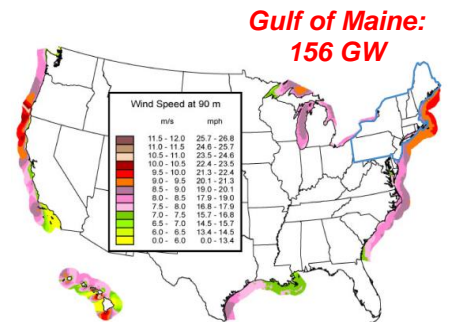 Gulf of Maine:
156 GW
Wind Speed at 90 m
m/s mph
11.5 - 12.0 25.7 - 26.8
11.0 - 11.5 24.6 - 25.7
10.5 - 11.0 23.5 - 24.6
10.0 - 10.5 22.4 - 23.5
9.5 - 10.0 21.3 - 22.4
9.0 - 9.5 20.1 - 21.3
8.5 - 9.0 19.0 - 20.1
8.0 - 8.5 17.9 - 19.0
7.5 - 8.0 16.8 - 17.9
7.0 - 7.5 15.7 - 16.8
6.5 - 7.0 14.5 - 15.7
6.0 - 6.5 13.4 - 14.5
0.0 - 6.0 0.0 - 13.4